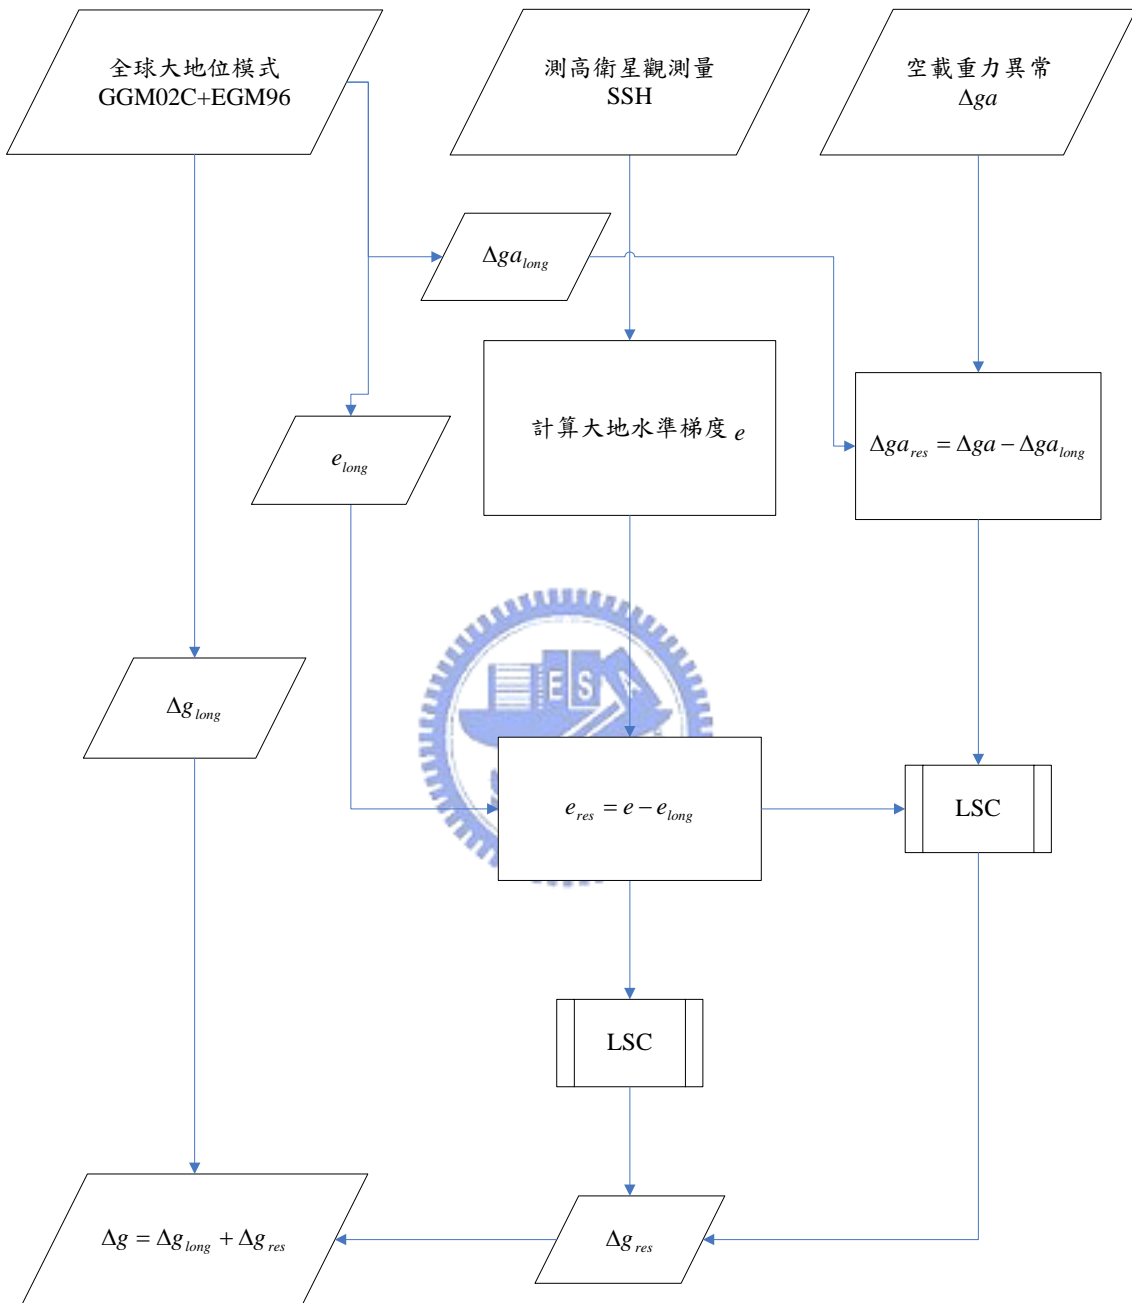 全球大地位模式
GGM02C+EGM96
測高衛星觀測量
SSH
空載重力異常
Δga
Δga_long
計算大地水準梯度 e
Δga_res = Δga − Δga_long
e_long
E S A
Δg_long
e_res = e − e_long
LSC
LSC
Δg = Δg_long + Δg_res
Δg_res